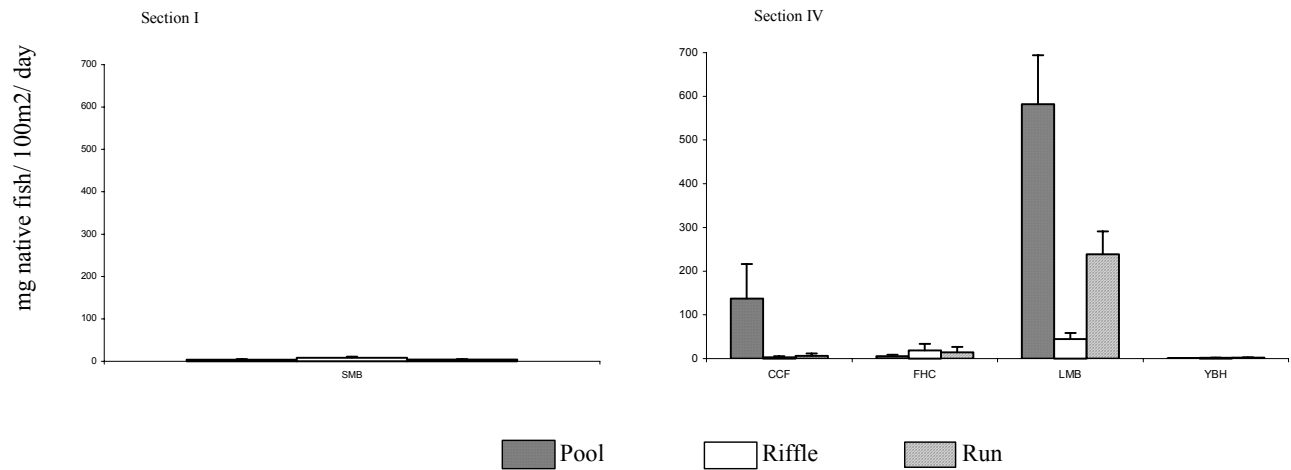 Section I
Section IV
mg native fish/ 100m2/ day
700
600
500
400
300
200
100
0
SMB
700
600
500
400
300
200
100
0
CCF FHC LMB YBH
Pool Riffle Run